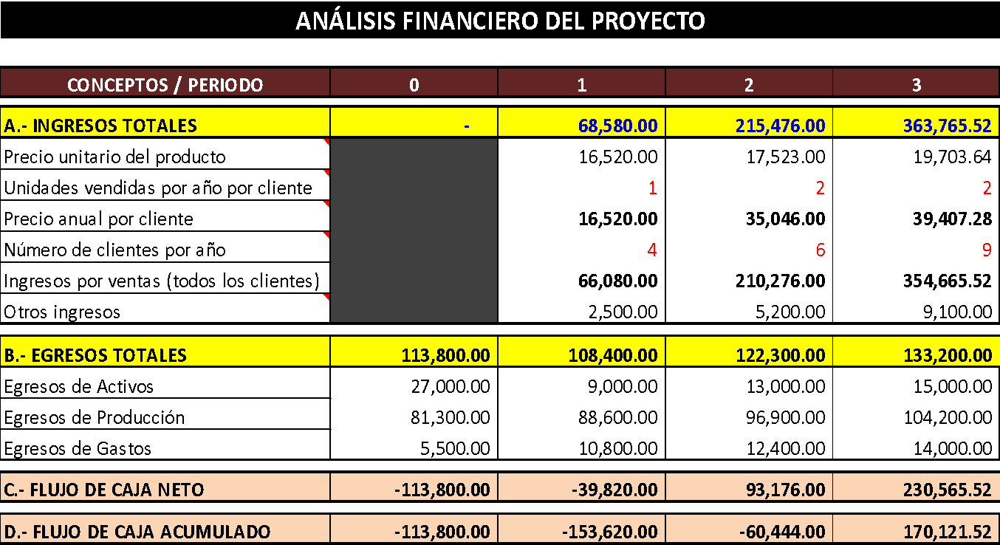 ANÁLISIS FINANCIERO DEL PROYECTO
CONCEPTOS / PERIODO 0 1 2 3
A.- INGRESOS TOTALES - 68,580.00 215,476.00 363,765.52
Precio unitario del producto 16,520.00 17,523.00 19,703.64
Unidades vendidas por año por cliente 1 2 2
Precio anual por cliente 16,520.00 35,046.00 39,407.28
Número de clientes por año 4 6 9
Ingresos por ventas (todos los clientes) 66,080.00 210,276.00 354,665.52
Otros ingresos 2,500.00 5,200.00 9,100.00
B.- EGRESOS TOTALES 113,800.00 108,400.00 122,300.00 133,200.00
Egresos de Activos 27,000.00 9,000.00 13,000.00 15,000.00
Egresos de Producción 81,300.00 88,600.00 96,900.00 104,200.00
Egresos de Gastos 5,500.00 10,800.00 12,400.00 14,000.00
C.- FLUJO DE CAJA NETO -113,800.00 -39,820.00 93,176.00 230,565.52
D.- FLUJO DE CAJA ACUMULADO -113,800.00 -153,620.00 -60,444.00 170,121.52